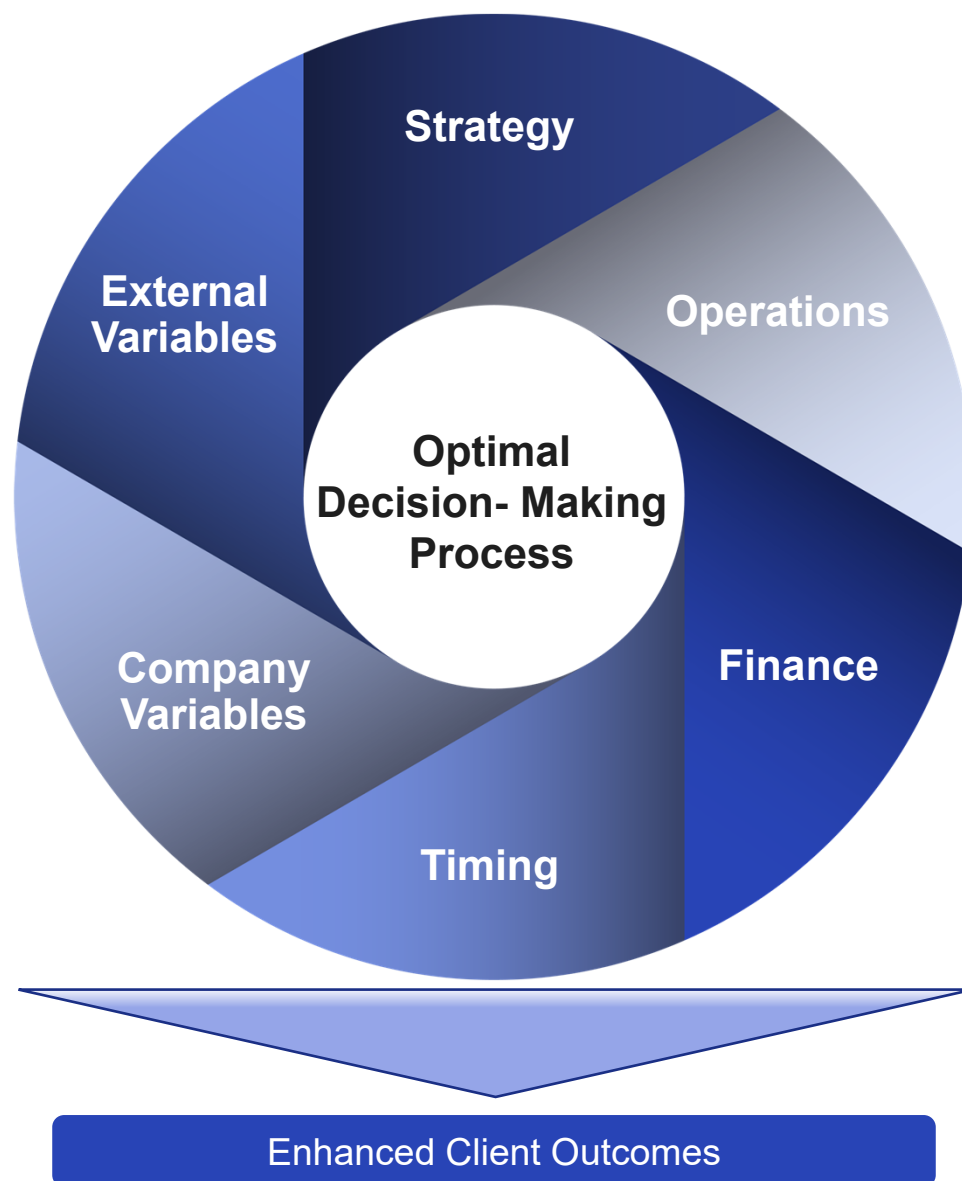 Strategy
Operations
Finance
Timing
Company
Variables
External
Variables
Optimal
Decision- Making
Process
Enhanced Client Outcomes